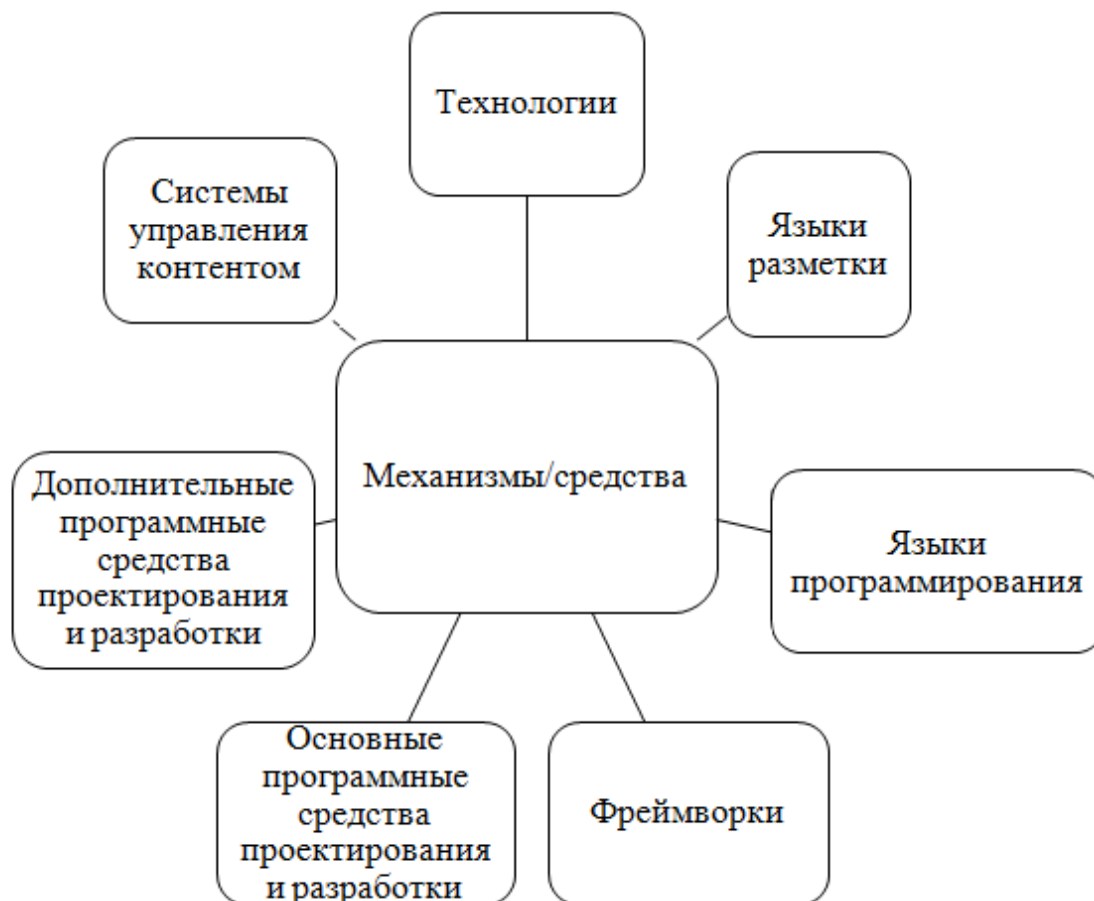 Технологии
Системы
управления
контентом
Языки
разметки
Механизмы/средства
Дополнительные
программные
средства
проектирования
и разработки
Языки
программирования
Основные
программные
средства
проектирования
и разработки
Фреймворки